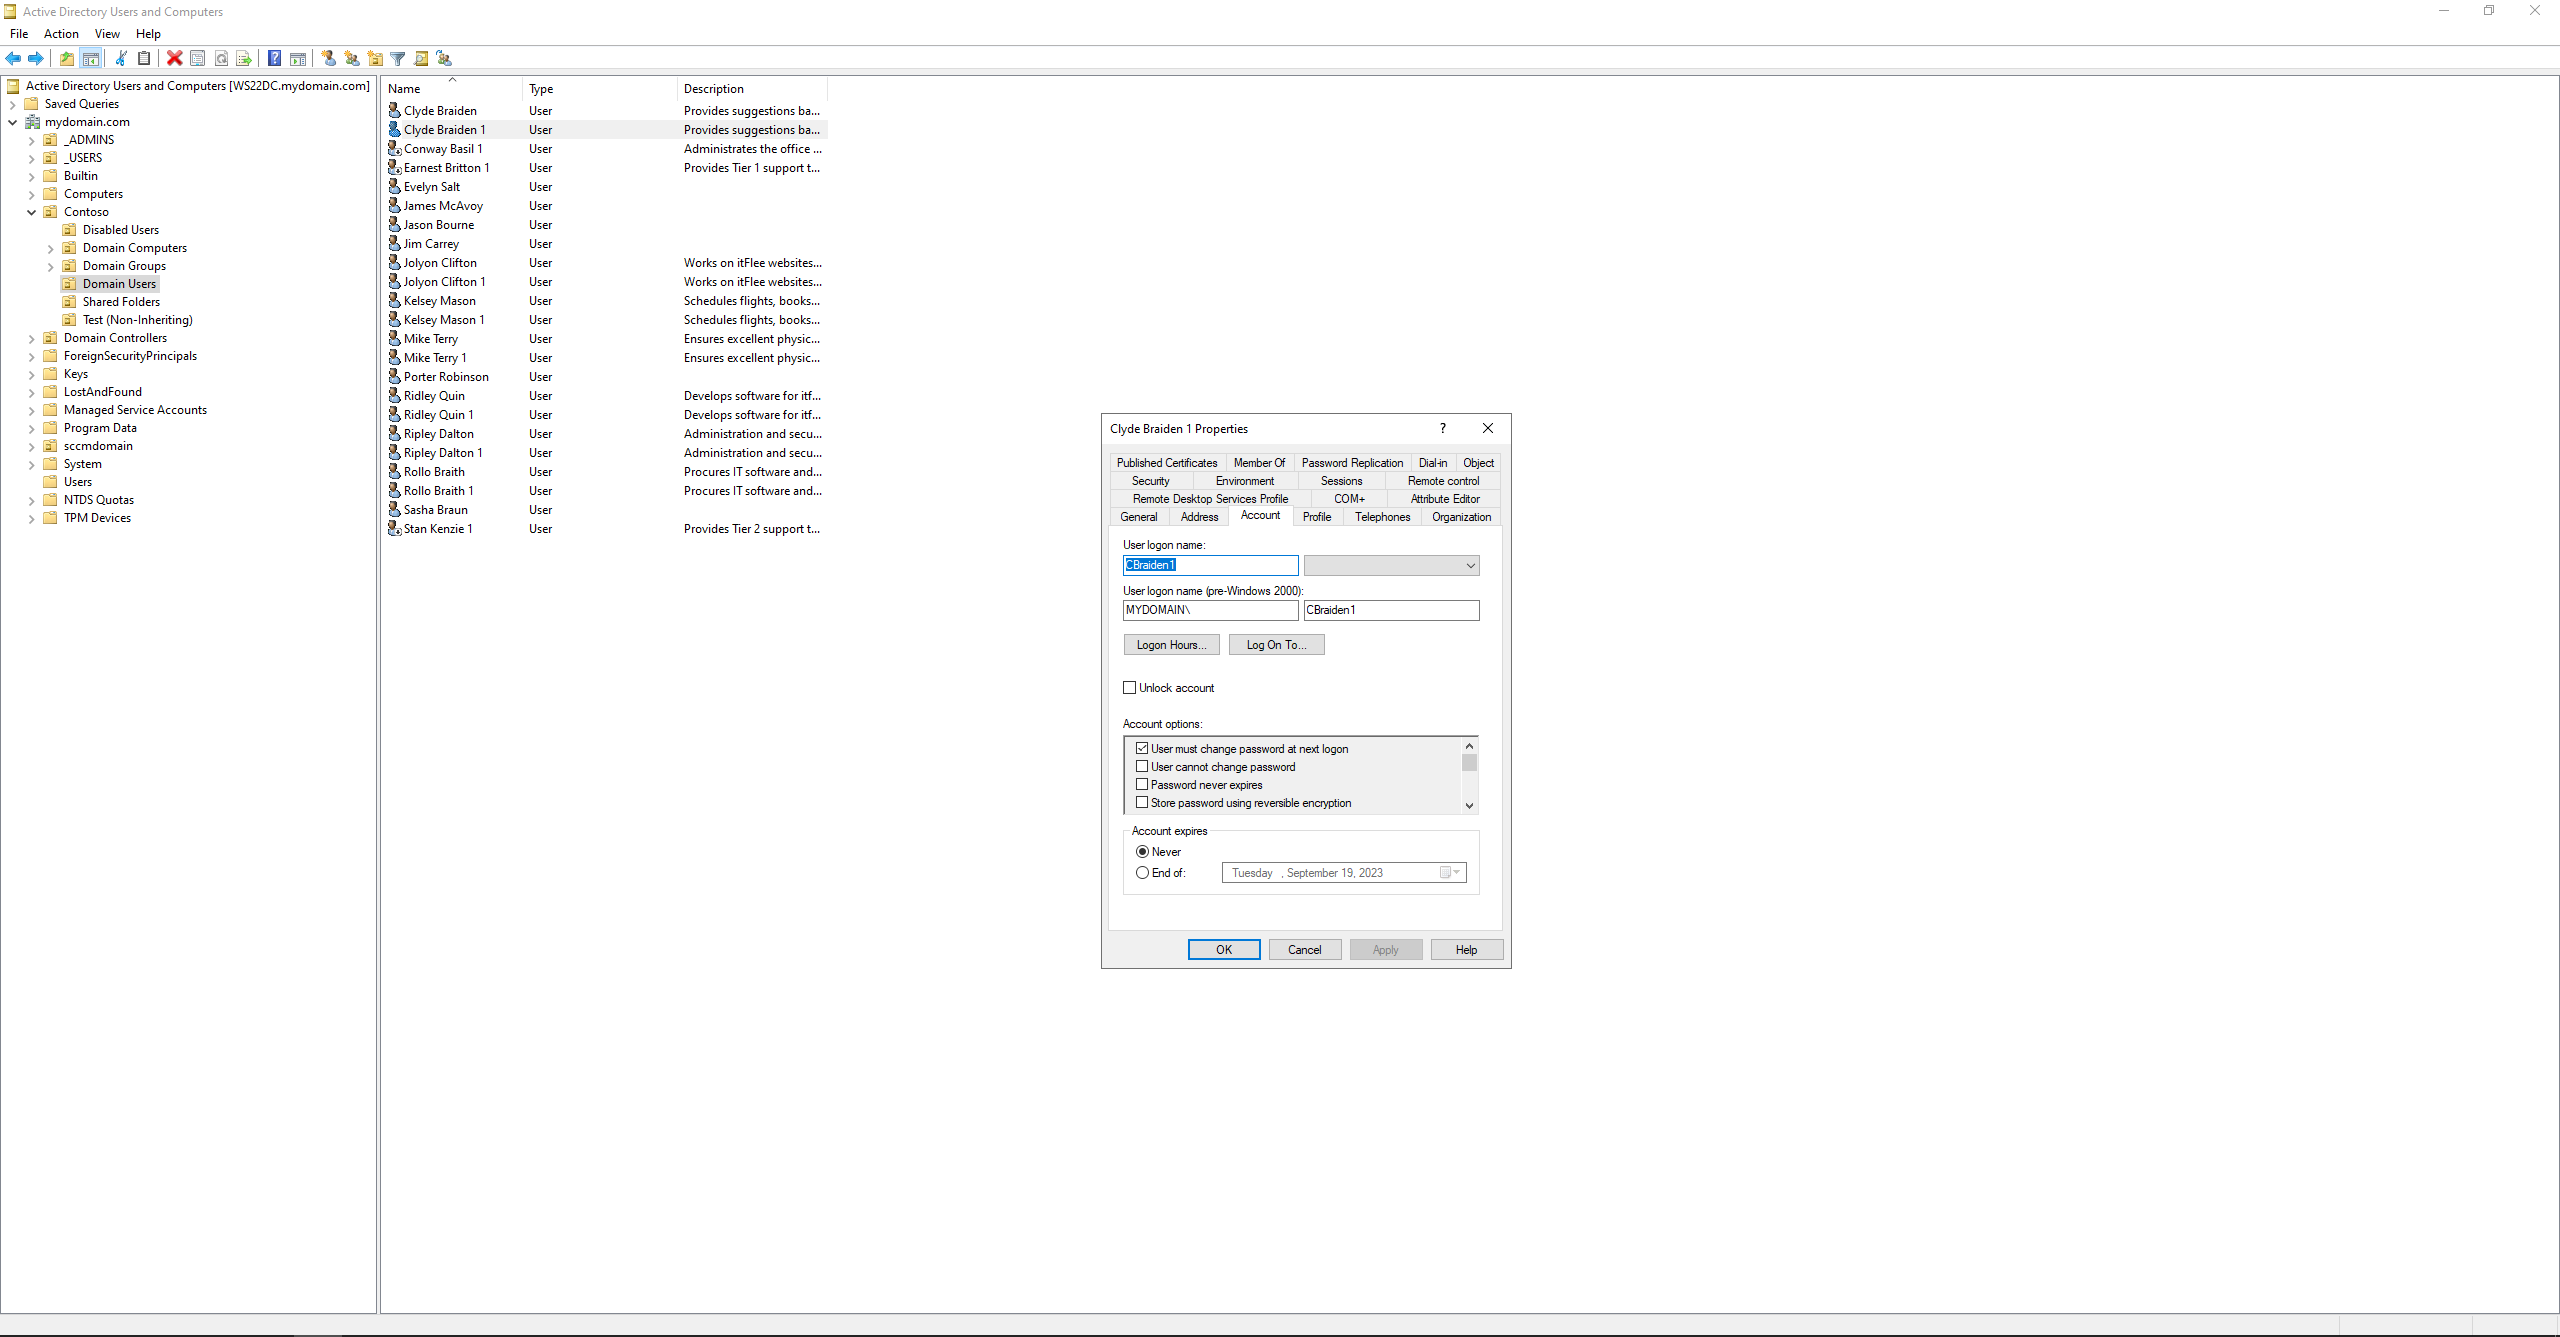 Active Directory Users and Computers
File Action View Help
Active Directory Users and Computers [WS22DC.mydomain.com]
Saved Queries
mydomain.com
_ADMINS
_USERS
Builtin
Computers
Contoso
Disabled Users
Domain Computers
Domain Groups
Domain Users
Shared Folders
Test (Non-Inheriting)
Domain Controllers
ForeignSecurityPrincipals
Keys
LostAndFound
Managed Service Accounts
Program Data
sccmdomain
System
Users
NTDS Quotas
TPM Devices
Name Type Description
Clyde Braiden User Provides suggestions ba...
Clyde Braiden 1 User Provides suggestions ba...
Conway Basil 1 User Administrates the office ...
Earnest Britton 1 User Provides Tier 1 support t...
Evelyn Salt User
James McAvoy User
Jason Bourne User
Jim Carrey User
Jolyon Clifton User Works on itFlee websites...
Jolyon Clifton 1 User Works on itFlee websites...
Kelsey Mason User Schedules flights, books...
Kelsey Mason 1 User Schedules flights, books...
Mike Terry User Ensures excellent physic...
Mike Terry 1 User Ensures excellent physic...
Porter Robinson User
Ridley Quin User Develops software for itf...
Ridley Quin 1 User Develops software for itf...
Ripley Dalton User Administration and secu...
Ripley Dalton 1 User Administration and secu...
Rollo Braith User Procures IT software and...
Rollo Braith 1 User Procures IT software and...
Sasha Braun User
Stan Kenzie 1 User Provides Tier 2 support t...
Clyde Braiden 1 Properties ?
Published Certificates Member Of Password Replication Dial-in Object
Security Environment Sessions Remote control
Remote Desktop Services Profile COM+ Attribute Editor
General Address Account Profile Telephones Organization
User logon name:
CBraiden1
User logon name (pre-Windows 2000):
MYDOMAIN\ CBraiden1
Logon Hours... Log On To...
Unlock account
Account options:
User must change password at next logon
User cannot change password
Password never expires
Store password using reversible encryption
Account expires
Never
End of: Tuesday , September 19, 2023
OK Cancel Apply Help